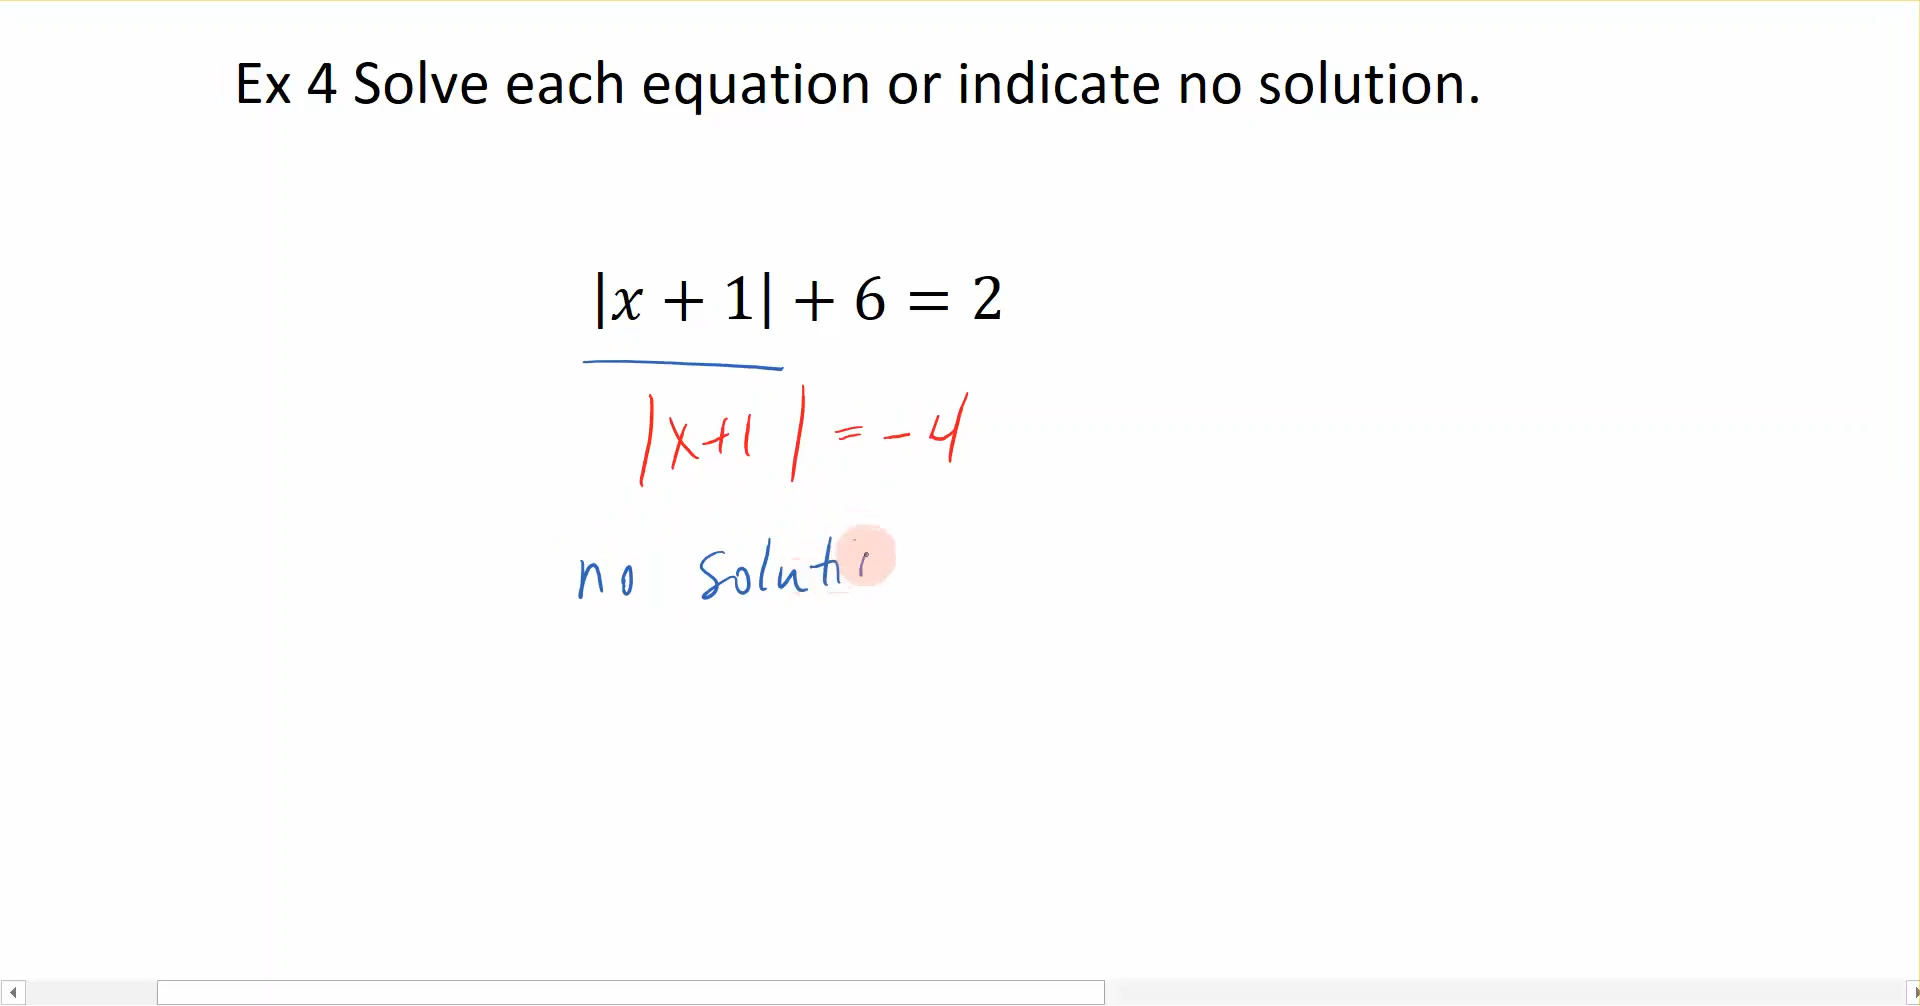 Ex 4 Solve each equation or indicate no solution.
|x + 1| + 6 = 2
|x+1| = -4
no soluti